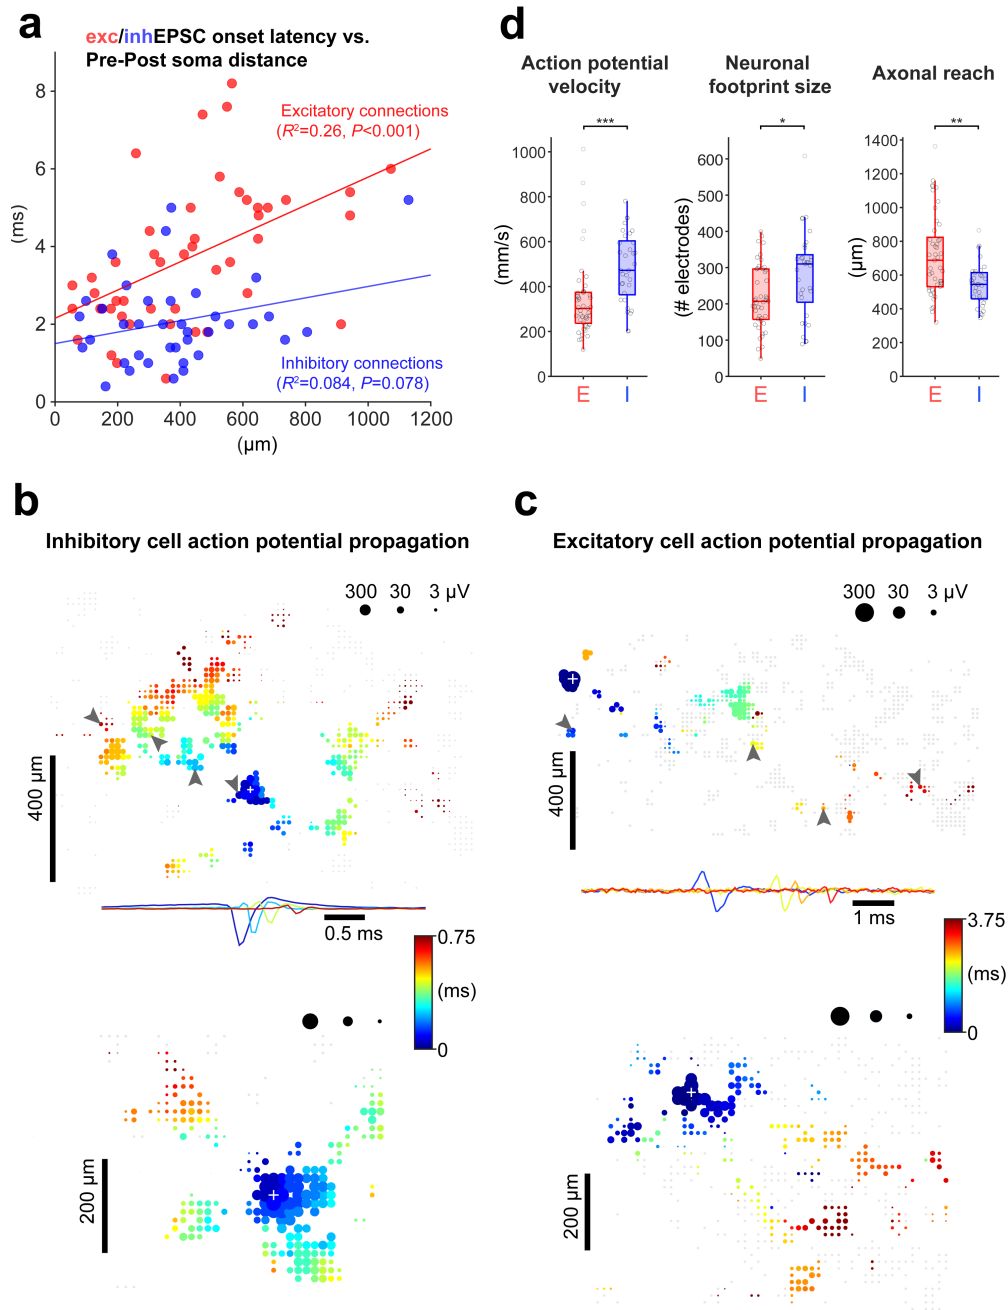 a
exc/inhEPSC onset latency vs.
Pre-Post soma distance
8
6
4
2
0
(ms)
Excitatory connections
(R²=0.26, P<0.001)
Inhibitory connections
(R²=0.084, P=0.078)
0 200 400 600 800 1000 1200
(µm)
d
Action potential
velocity
***
1000
800
600
400
200
0
(mm/s)
E I
Neuronal
footprint size
*
600
500
400
300
200
100
0
(# electrodes)
E I
Axonal reach
**
1400
1200
1000
800
600
400
200
0
(µm)
E I
b
Inhibitory cell action potential propagation
300 30 3 µV
400 µm
0.5 ms
0.75
(ms)
0
200 µm
c
Excitatory cell action potential propagation
300 30 3 µV
400 µm
1 ms
3.75
(ms)
0
200 µm